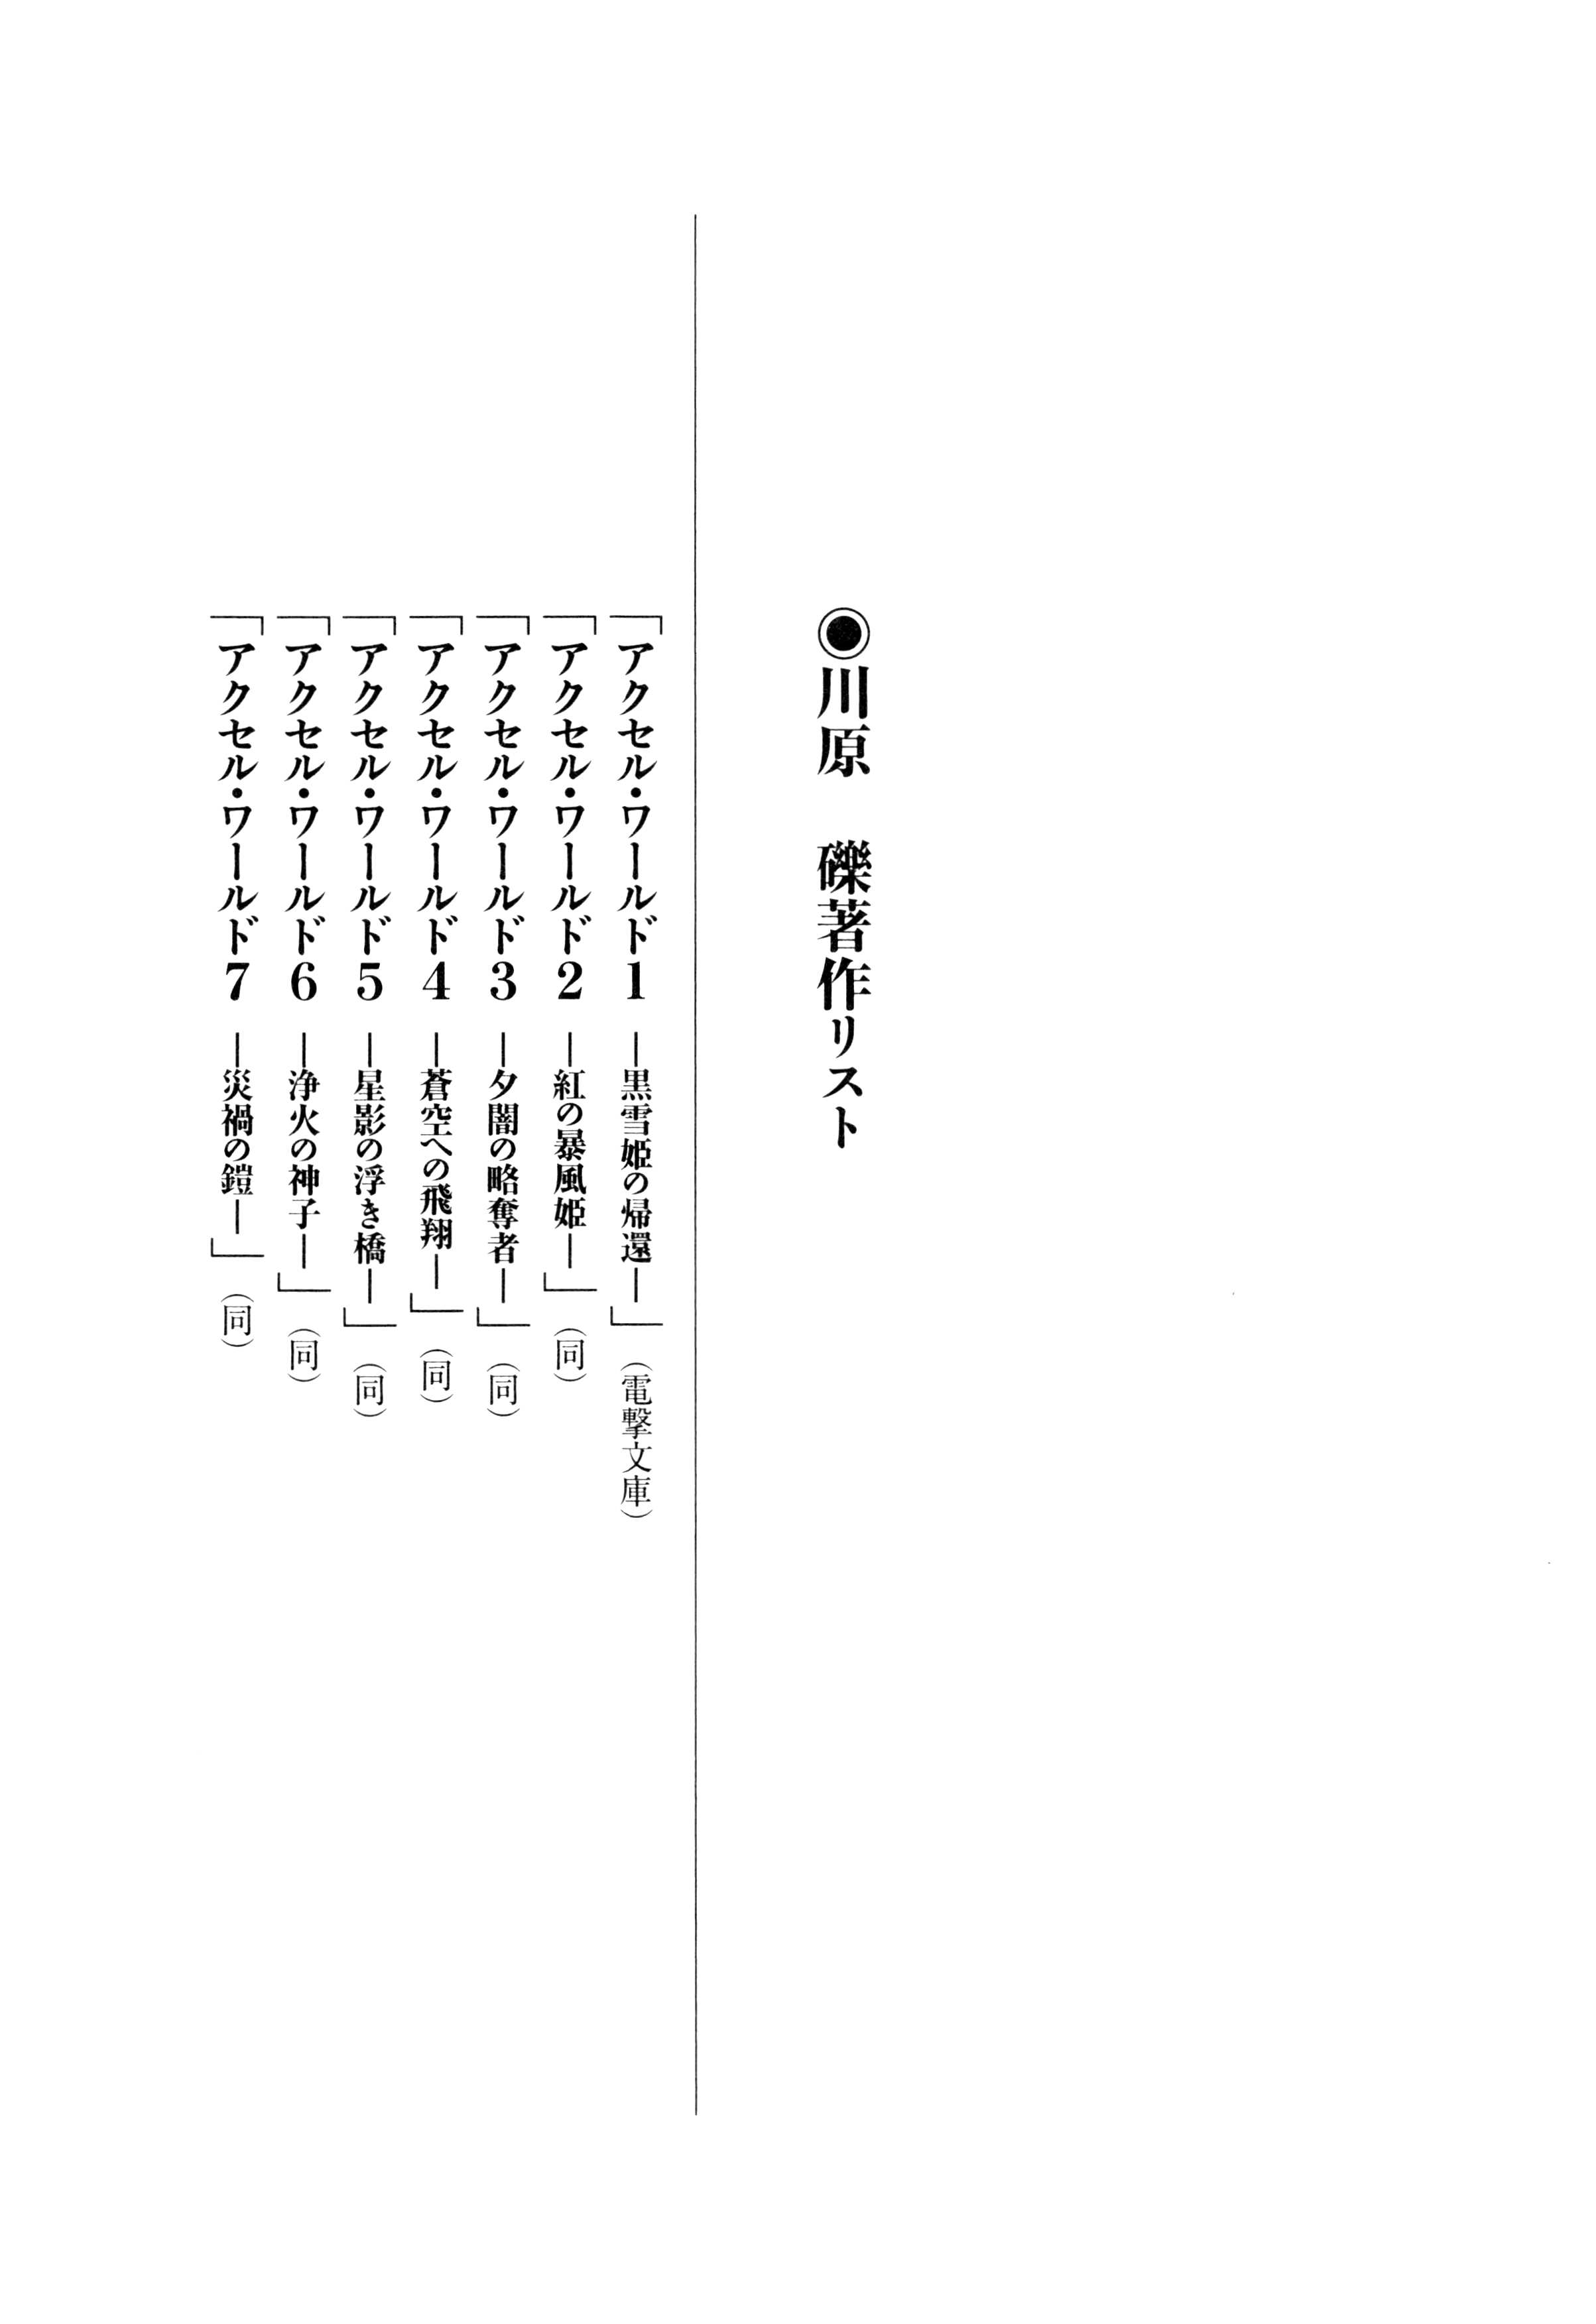 ◉川原 礫著作リスト
「アクセル・ワールド1 ―黒雪姫の帰還―」（電撃文庫）
「アクセル・ワールド2 ―紅の暴風姫―」（同）
「アクセル・ワールド3 ―夕闇の略奪者―」（同）
「アクセル・ワールド4 ―蒼空への飛翔―」（同）
「アクセル・ワールド5 ―星影の浮き橋―」（同）
「アクセル・ワールド6 ―浄火の神子―」（同）
「アクセル・ワールド7 ―災禍の鎧―」（同）